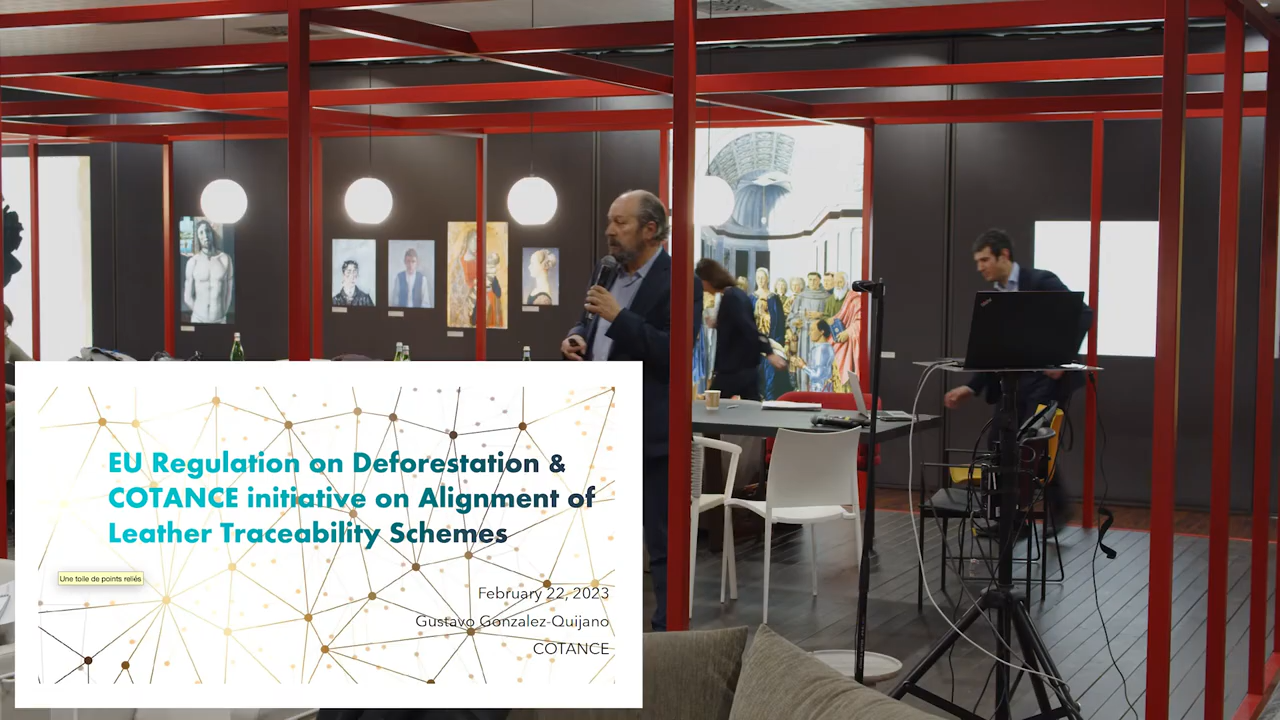 EU Regulation on Deforestation &
COTANCE initiative on Alignment of
Leather Traceability Schemes
Une toile de points reliés
February 22, 2023
Gustavo Gonzalez-Quijano
COTANCE